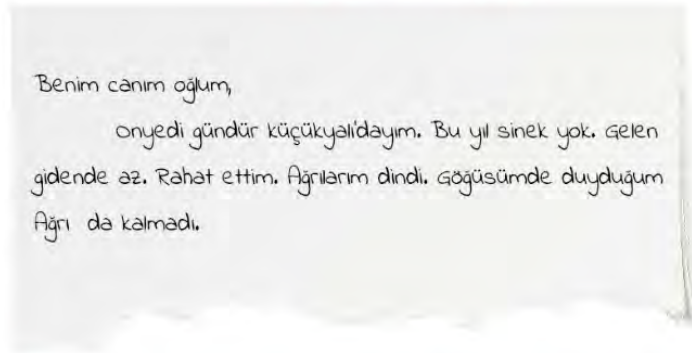 Benim canım oğlum,
onyedi gündür küçükyalı'dayım. Bu yıl sinek yok. Gelen
gidende az. Rahat ettim. Ağrılarım dindi. Göğüsümde duyduğum
Ağrı da kalmadı.